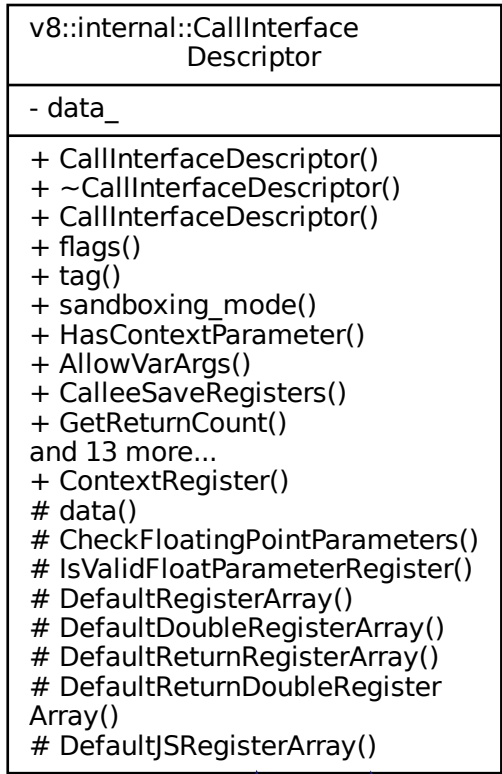 v8::internal::CallInterface
Descriptor
- data_
+ CallInterfaceDescriptor()
+ ~CallInterfaceDescriptor()
+ CallInterfaceDescriptor()
+ flags()
+ tag()
+ sandboxing_mode()
+ HasContextParameter()
+ AllowVarArgs()
+ CalleeSaveRegisters()
+ GetReturnCount()
and 13 more...
+ ContextRegister()
# data()
# CheckFloatingPointParameters()
# IsValidFloatParameterRegister()
# DefaultRegisterArray()
# DefaultDoubleRegisterArray()
# DefaultReturnRegisterArray()
# DefaultReturnDoubleRegister
Array()
# DefaultJSRegisterArray()